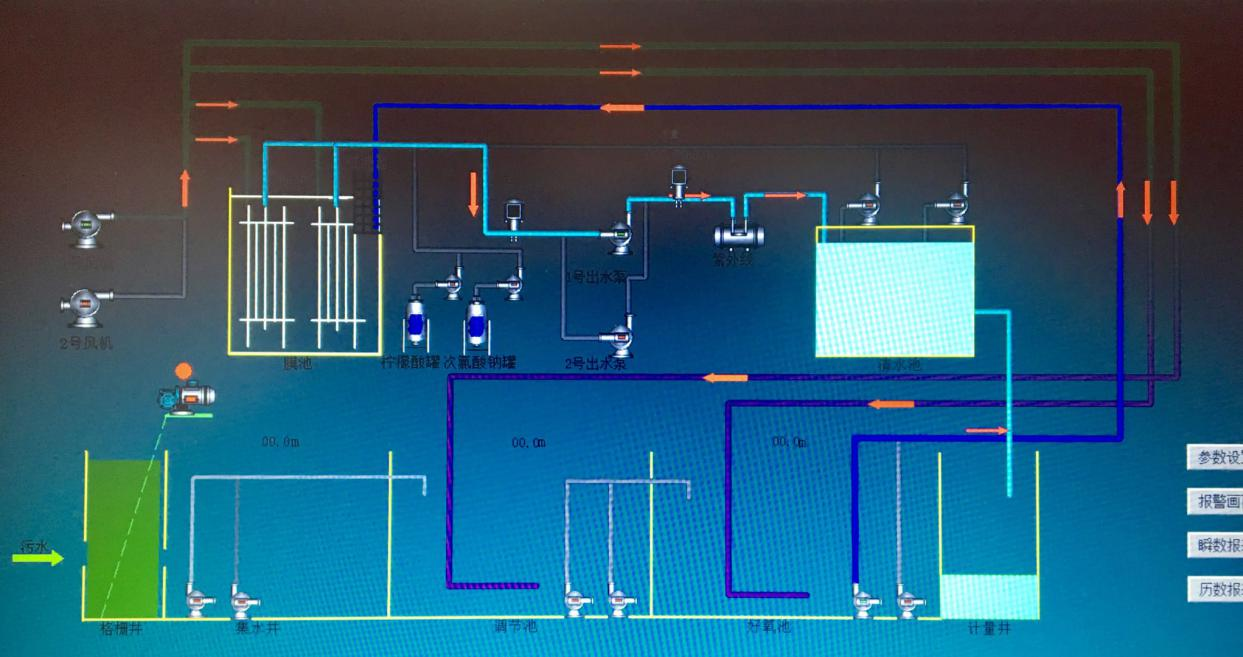 2号风机
膜池
柠檬酸罐
次氯酸钠罐
1号出水泵
2号出水泵
紫外线
清水池
00.0m
00.0m
00.0m
污水
格栅井
集水井
调节池
好氧池
计量井
参数设
报警画
瞬数报
历数报